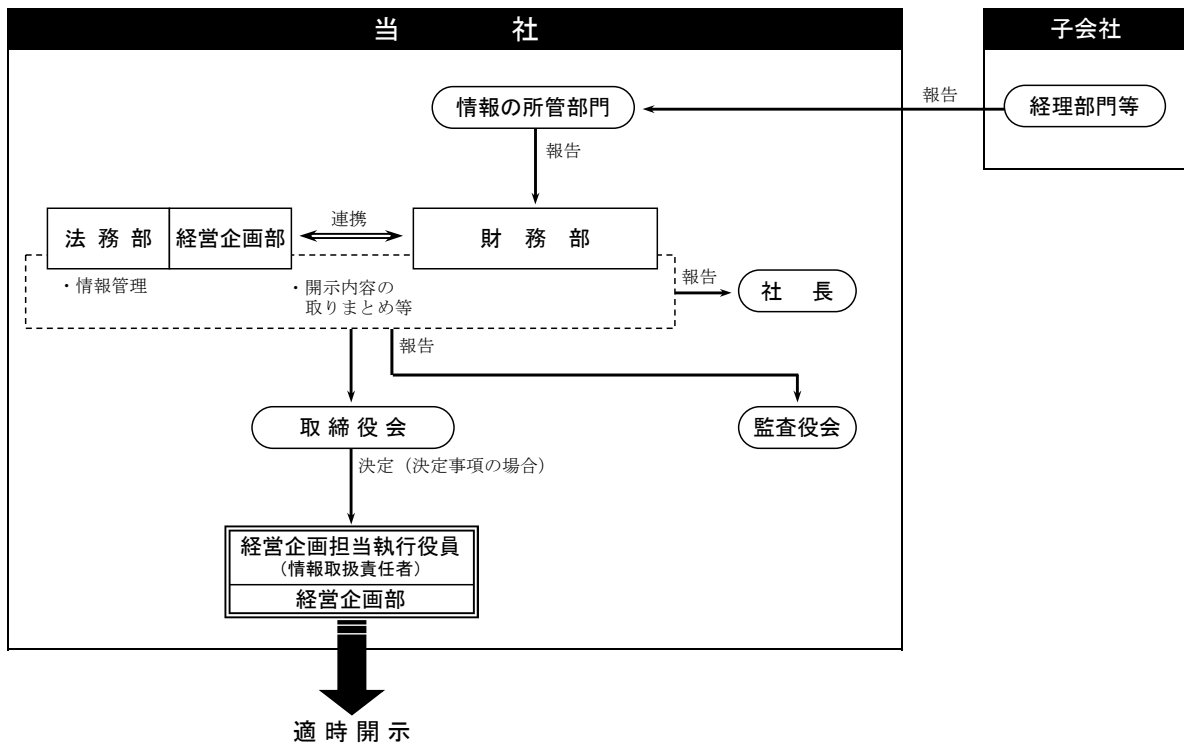 当　　　社
子会社
情報の所管部門
報告
経理部門等
報告
法 務 部
経営企画部
連携
財　務　部
・情報管理
・開示内容の
取りまとめ等
報告
社　長
報告
取 締 役 会
監査役会
決定（決定事項の場合）
経営企画担当執行役員
（情報取扱責任者）
経営企画部
適 時 開 示